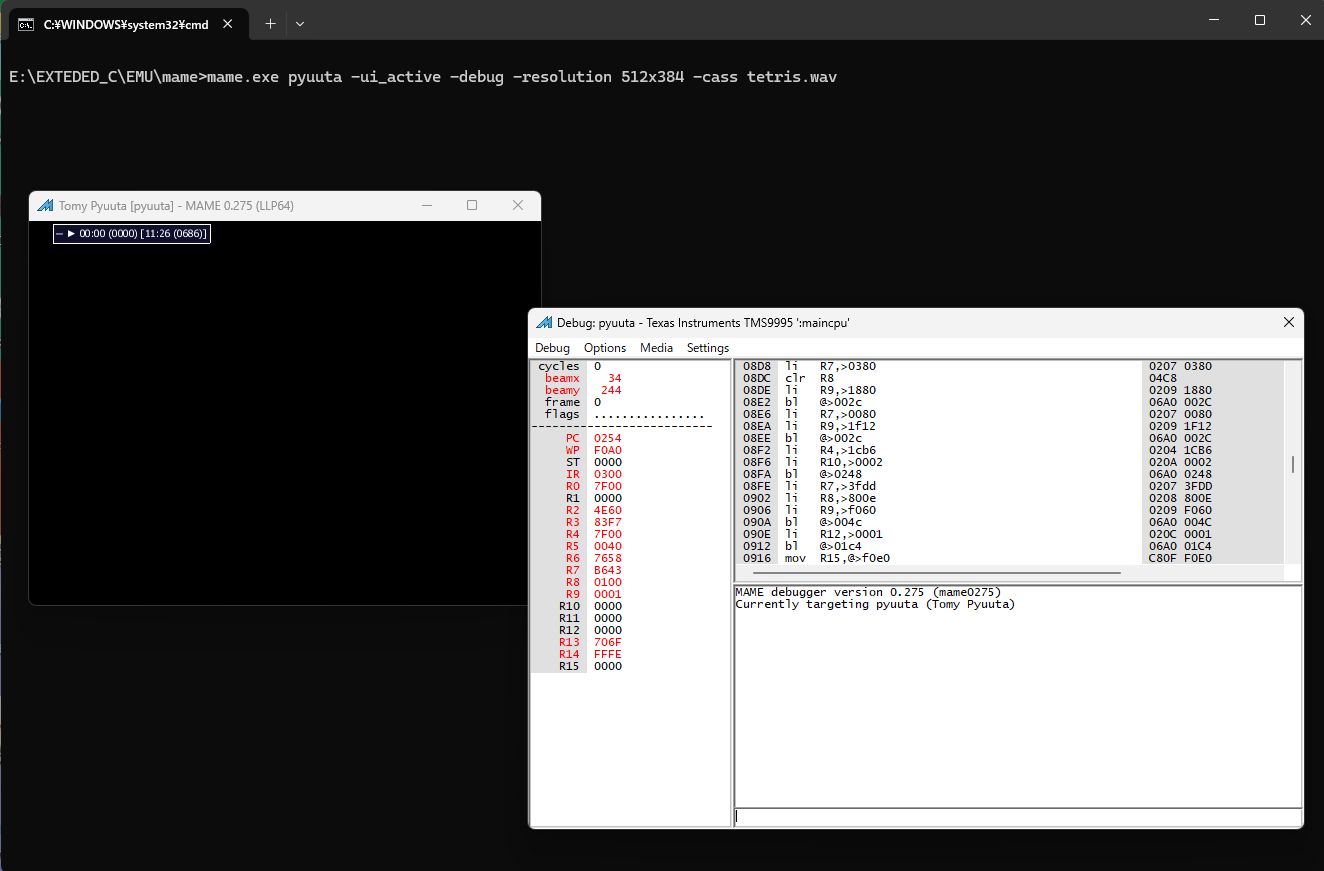 C:¥WINDOWS¥system32¥cmd
E:\EXTEDED_C\EMU\mame>mame.exe pyuuta -ui_active -debug -resolution 512x384 -cass tetris.wav
Tomy Pyuuta [pyuuta] - MAME 0.275 (LLP64)
00:00 (0000) [11:26 (0686)]
Debug: pyuuta - Texas Instruments TMS9995 ':maincpu'
Debug Options Media Settings
cycles 0
beamx 34
beamy 244
frame 0
flags ................
PC 0254
WP F0A0
ST 0000
IR 0300
R0 7F00
R1 0000
R2 4E60
R3 83F7
R4 7F00
R5 0040
R6 7658
R7 B643
R8 0100
R9 0001
R10 0000
R11 0000
R12 0000
R13 706F
R14 FFFE
R15 0000
08D8 li R7,>0380 0207 0380
08DC clr R8 04C8
08DE li R9,>1880 0209 1880
08E2 bl @>002c 06A0 002C
08E6 li R7,>0080 0207 0080
08EA li R9,>1f12 0209 1F12
08EE bl @>002c 06A0 002C
08F2 li R4,>1cb6 0204 1CB6
08F6 li R10,>0002 020A 0002
08FA bl @>0248 06A0 0248
08FE li R7,>3fdd 0207 3FDD
0902 li R8,>800e 0208 800E
0906 li R9,>f060 0209 F060
090A bl @>004c 06A0 004C
090E li R12,>0001 020C 0001
0912 bl @>01c4 06A0 01C4
0916 mov R15,@>f0e0 C80F F0E0
MAME debugger version 0.275 (mame0275)
Currently targeting pyuuta (Tomy Pyuuta)